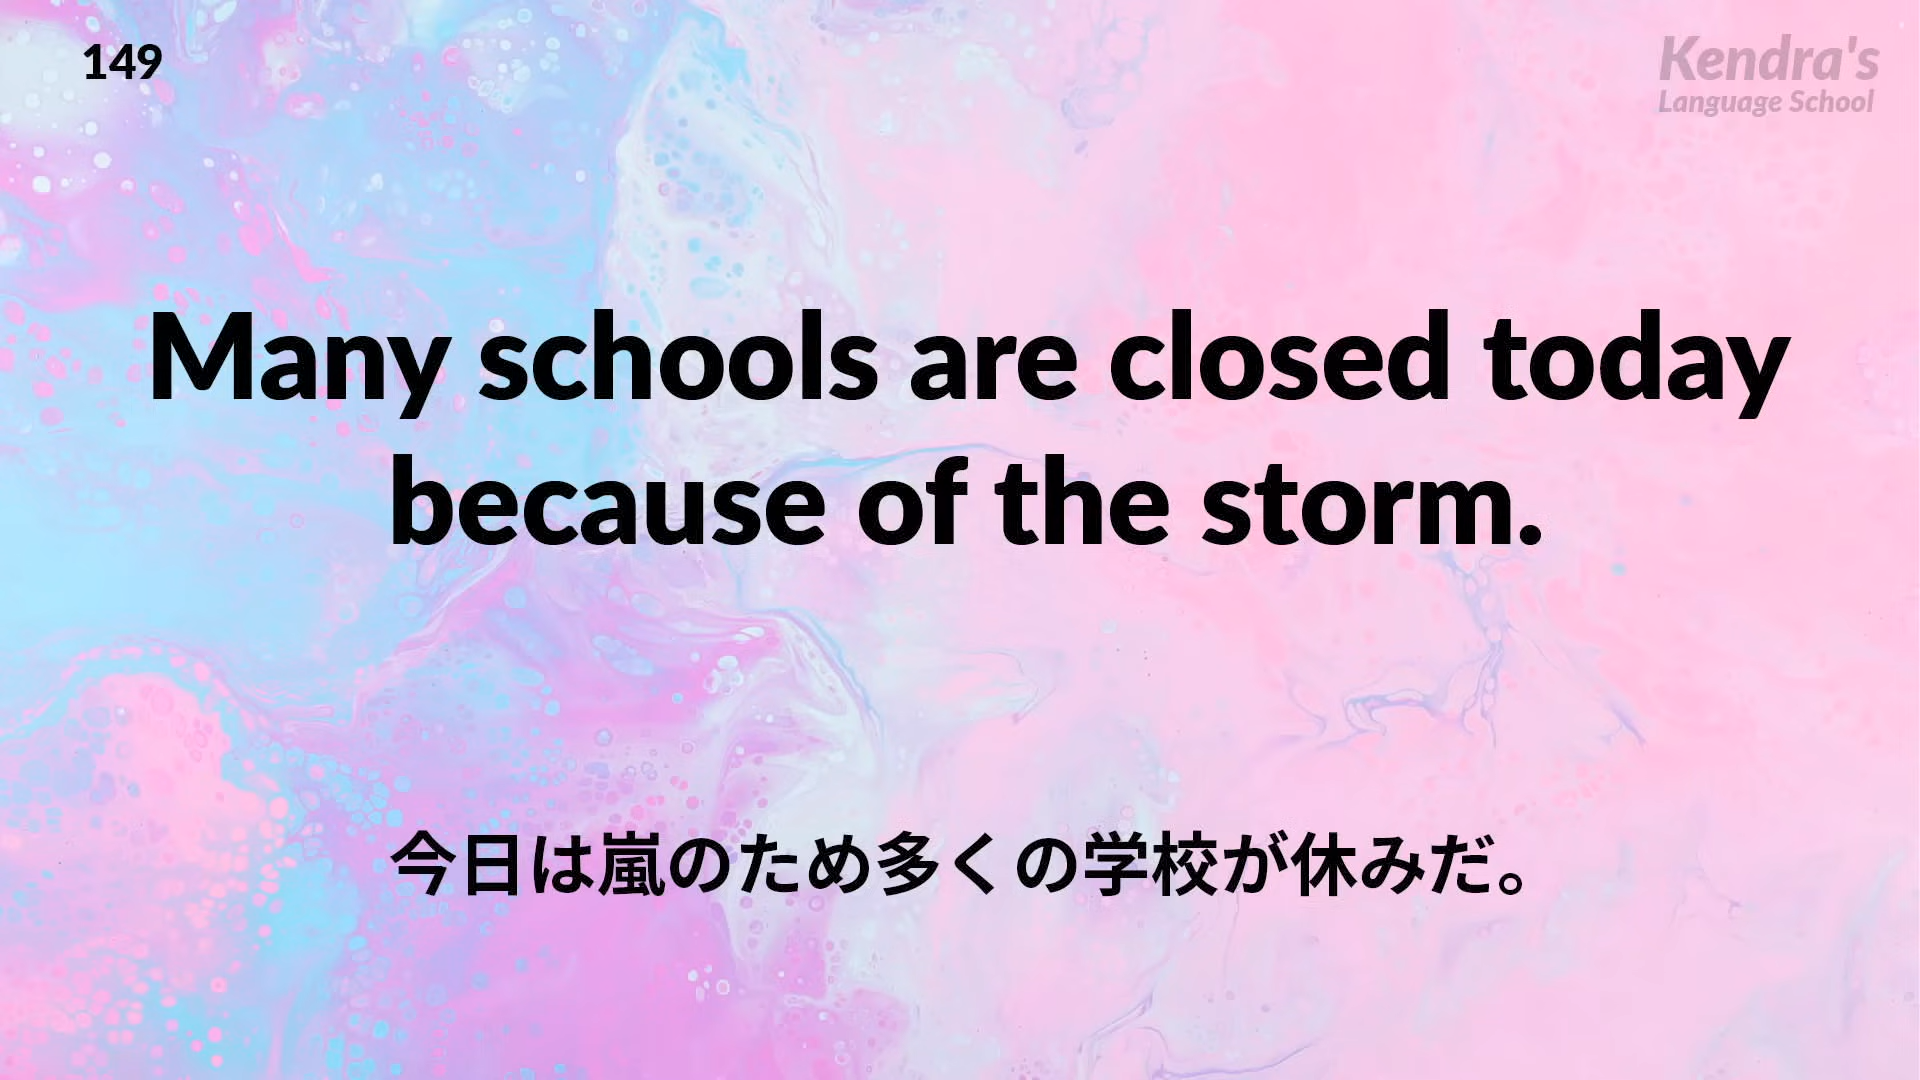 149
Kendra's
Language School
Many schools are closed today
because of the storm.
今日は嵐のため多くの学校が休みだ。